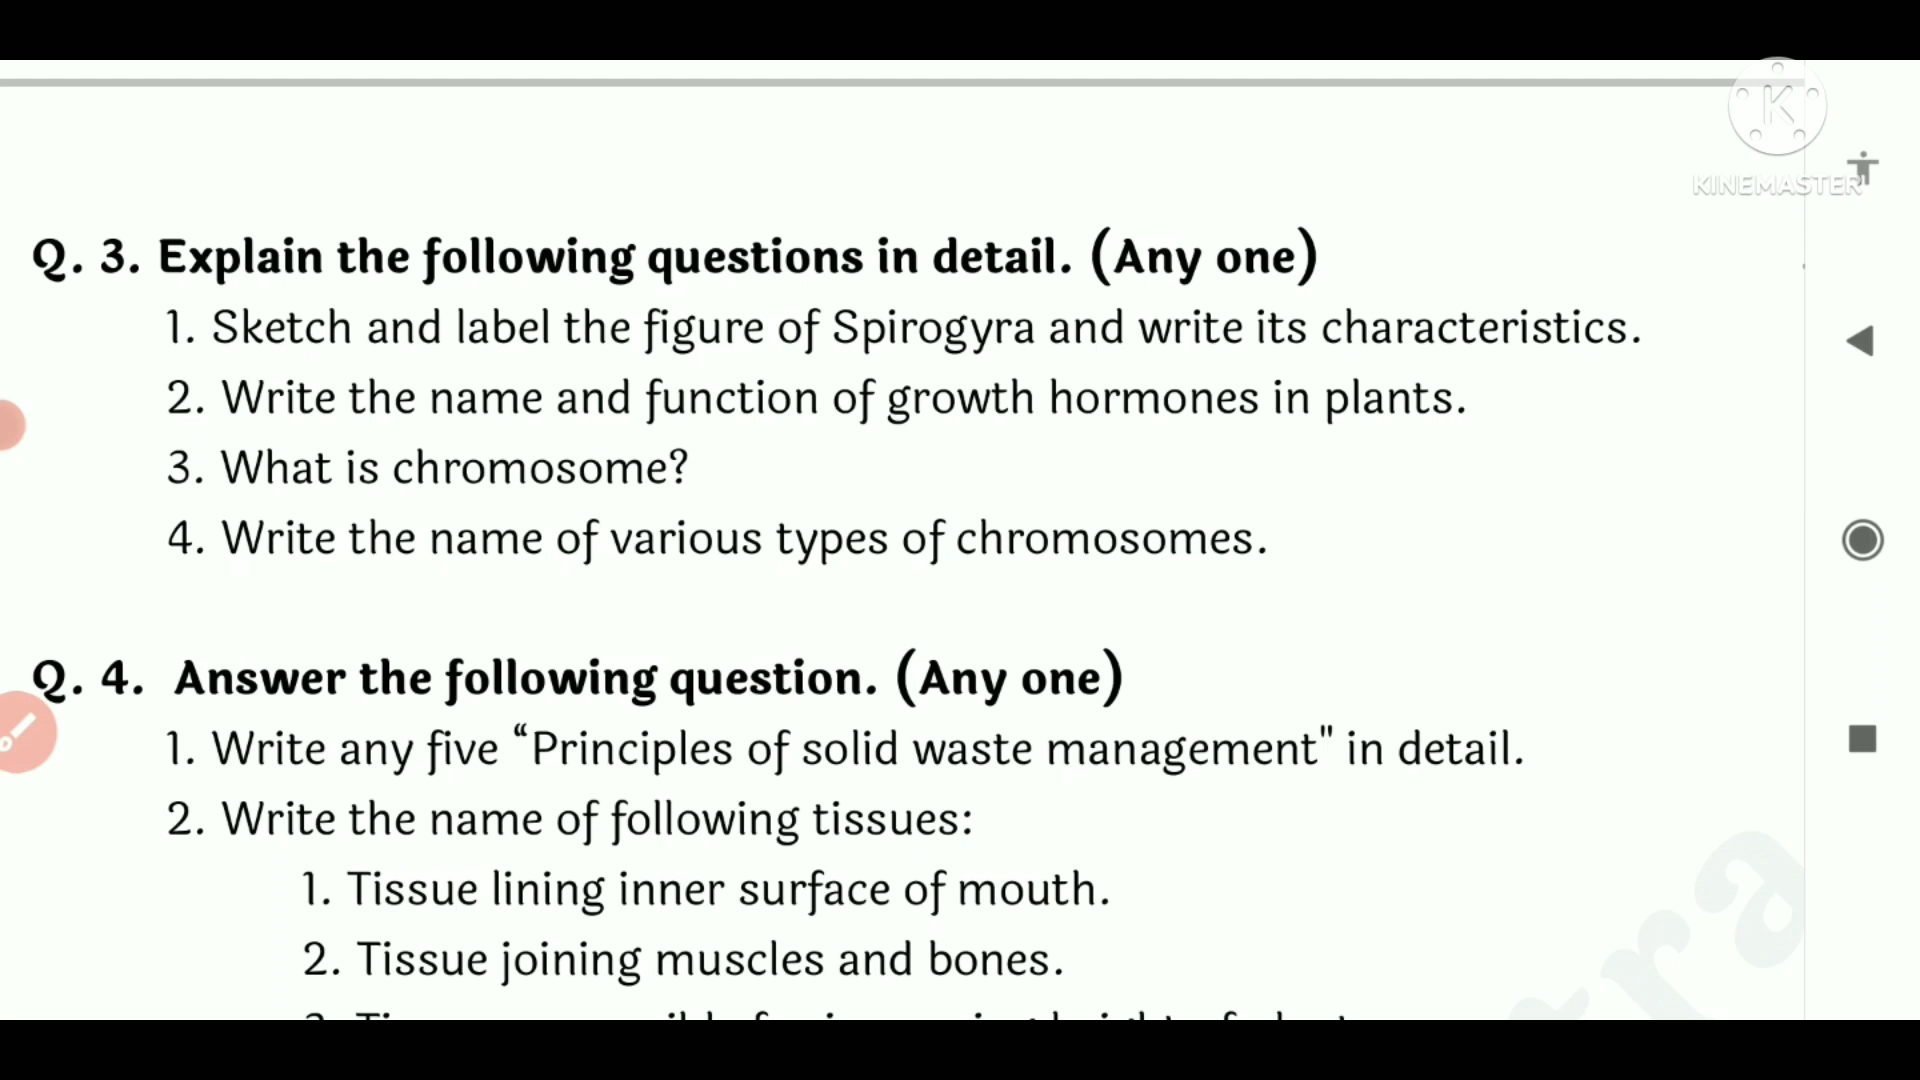 KINEMASTER
Q. 3. Explain the following questions in detail. (Any one)
1. Sketch and label the figure of Spirogyra and write its characteristics.
2. Write the name and function of growth hormones in plants.
3. What is chromosome?
4. Write the name of various types of chromosomes.
Q. 4. Answer the following question. (Any one)
1. Write any five “Principles of solid waste management" in detail.
2. Write the name of following tissues:
1. Tissue lining inner surface of mouth.
2. Tissue joining muscles and bones.